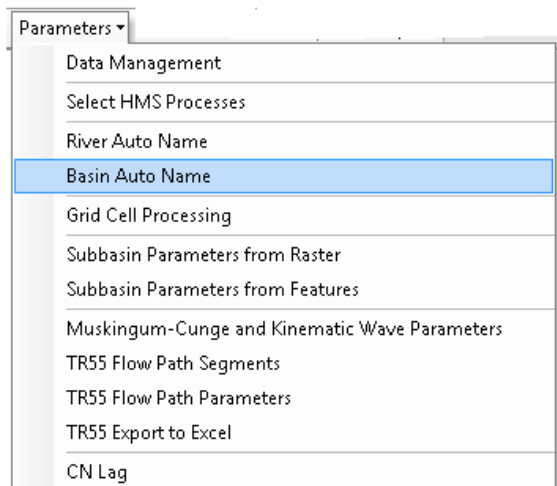 Parameters
Data Management
Select HMS Processes
River Auto Name
Basin Auto Name
Grid Cell Processing
Subbasin Parameters from Raster
Subbasin Parameters from Features
Muskingum-Cunge and Kinematic Wave Parameters
TR55 Flow Path Segments
TR55 Flow Path Parameters
TR55 Export to Excel
CN Lag